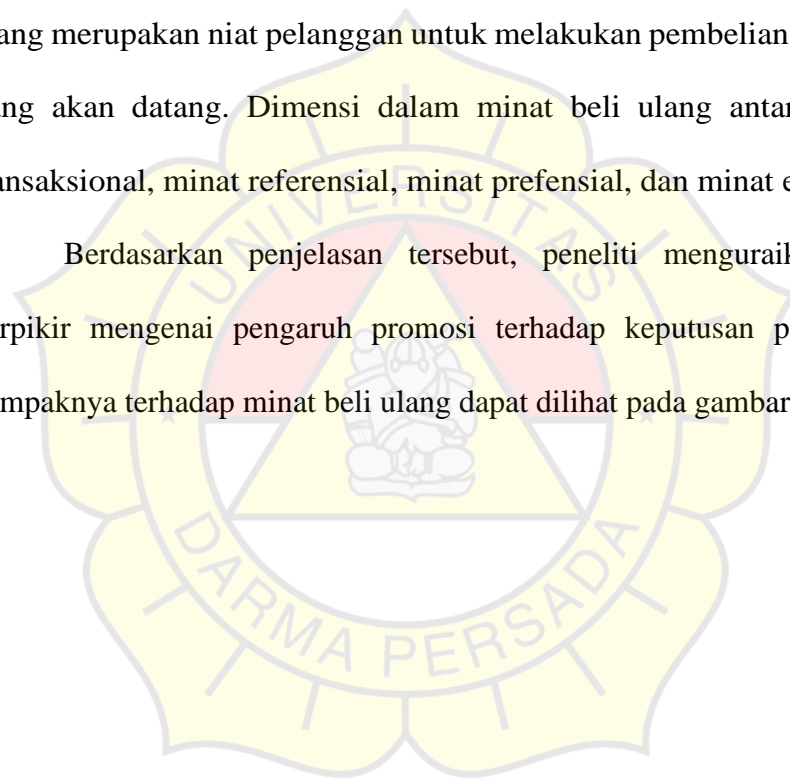 ang merupakan niat pelanggan untuk melakukan pembelian
ng akan datang. Dimensi dalam minat beli ulang antar
ansaksional, minat referensial, minat prefensial, dan minat e
Berdasarkan penjelasan tersebut, peneliti menguraik
rpikir mengenai pengaruh promosi terhadap keputusan p
mpaknya terhadap minat beli ulang dapat dilihat pada gambar
UNIVERSITAS
DARMA PERSADA